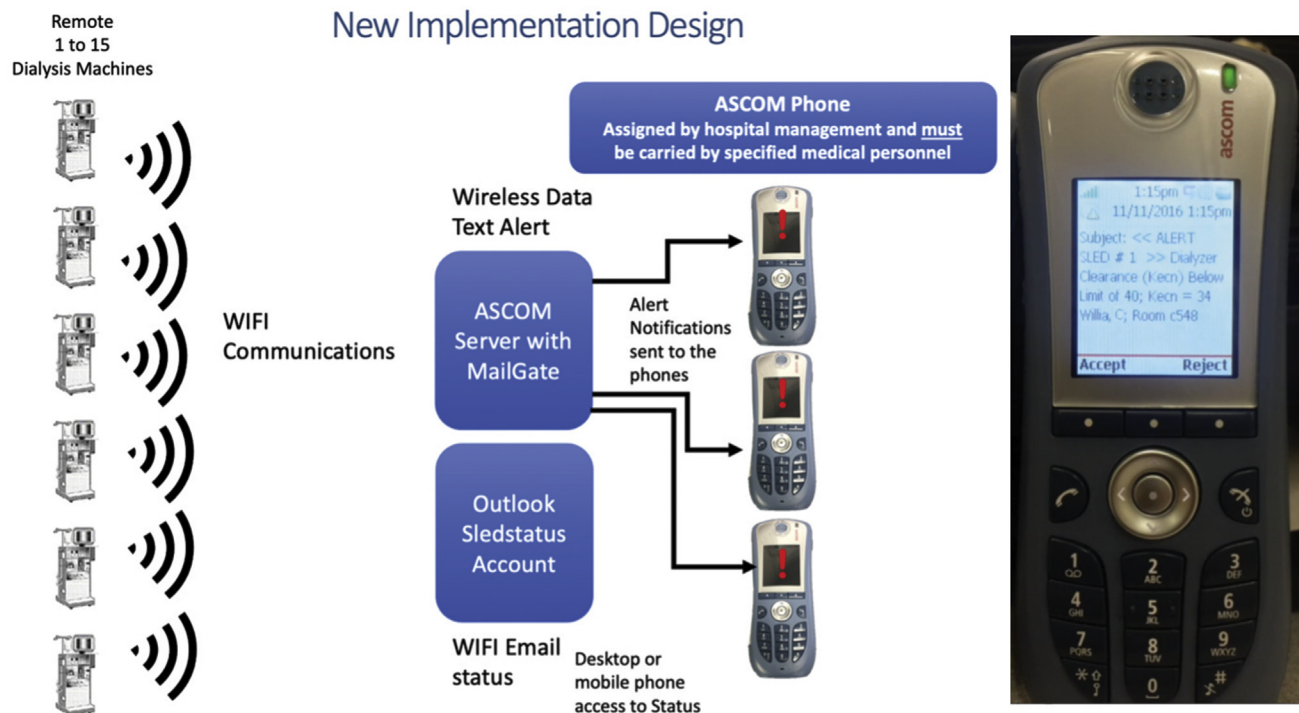 New Implementation Design
Remote
1 to 15
Dialysis Machines
WIFI
Communications
ASCOM Phone
Assigned by hospital management and must
be carried by specified medical personnel
Wireless Data
Text Alert
ASCOM
Server with
MailGate
Alert
Notifications
sent to the
phones
Outlook
Sledstatus
Account
WIFI Email
status
Desktop or
mobile phone
access to Status
ascom
1:15pm
11/11/2016 1:15pm
Subject: << ALERT
SLED # 1 >> Dialyzer
Clearance (Kecn) Below
Limit of 40; Kecn = 34
Willia, C; Room c548
Accept Reject
1 2 ABC 3 DEF
4 GHI 5 JKL 6 MNO
7 PQRS 8 TUV 9 WXYZ
* 0 #